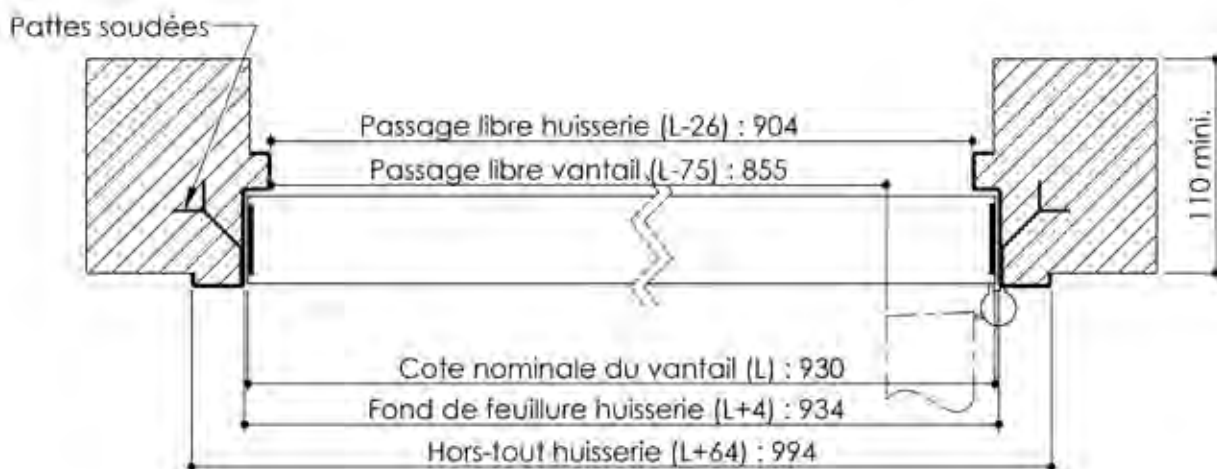 Pattes soudées
Passage libre huisserie (L-26) : 904
Passage libre vantail (L-75) : 855
110 mini.
Cote nominale du vantail (L) : 930
Fond de feuillure huisserie (L+4) : 934
Hors-tout huisserie (L+64) : 994